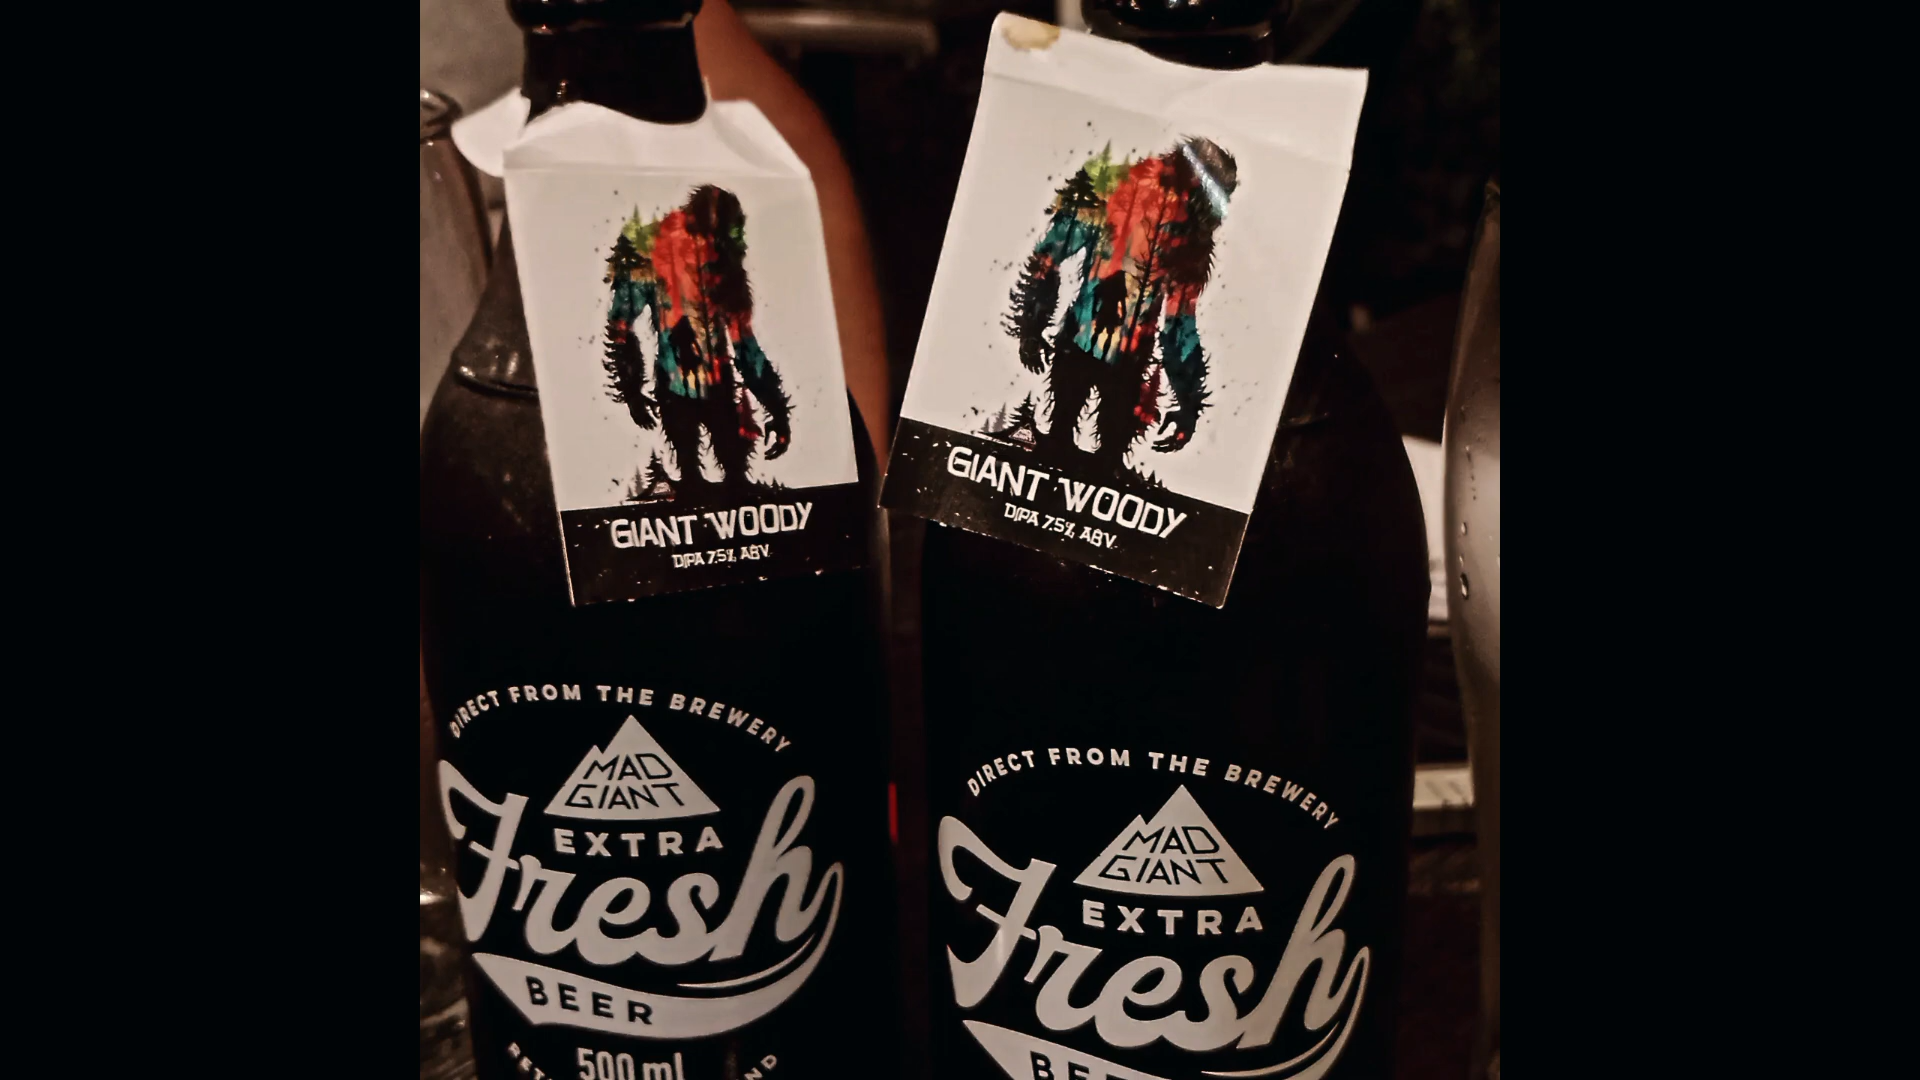 GIANT WOODY
DIPA 7.5% ABV
DIRECT FROM THE BREWERY
MAD
GIANT
EXTRA
Fresh
BEER
500 ml
GIANT WOODY
DIPA 7.5% ABV
DIRECT FROM THE BREWERY
MAD
GIANT
EXTRA
Fresh